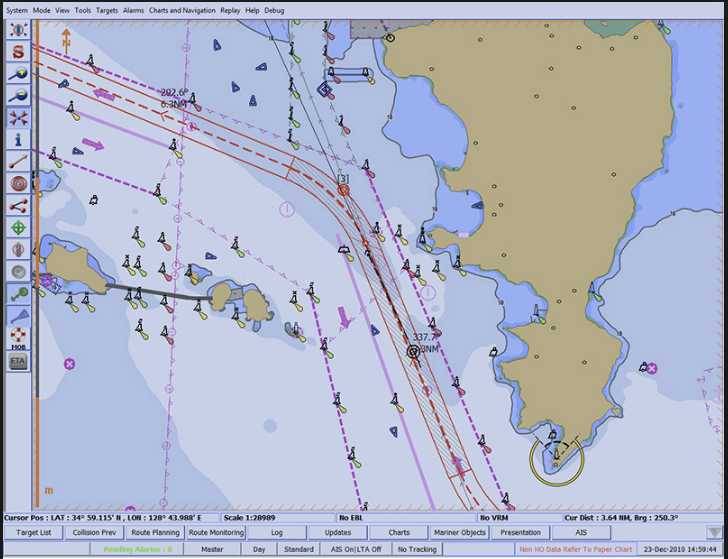 System Mode View Tools Targets Alarms Charts and Navigation Replay Help Debug
N
S
202.6°
6.3NM
[3]
i
337.7
3NM
MOB
ETA
m
Cursor Pos : LAT : 34° 59.115' N , LON : 128° 43.988' E Scale 1:28989 No EBL No VRM Cur Dist : 3.64 NM, Brg : 250.3°
Target List Collision Prev Route Planning Route Monitoring Log Updates Charts Mariner Objects Presentation AIS
Pending Alarms : 0 Master Day Standard AIS On|LTA Off No Tracking Non HO Data Refer To Paper Chart 23-Dec-2010 14:59:44